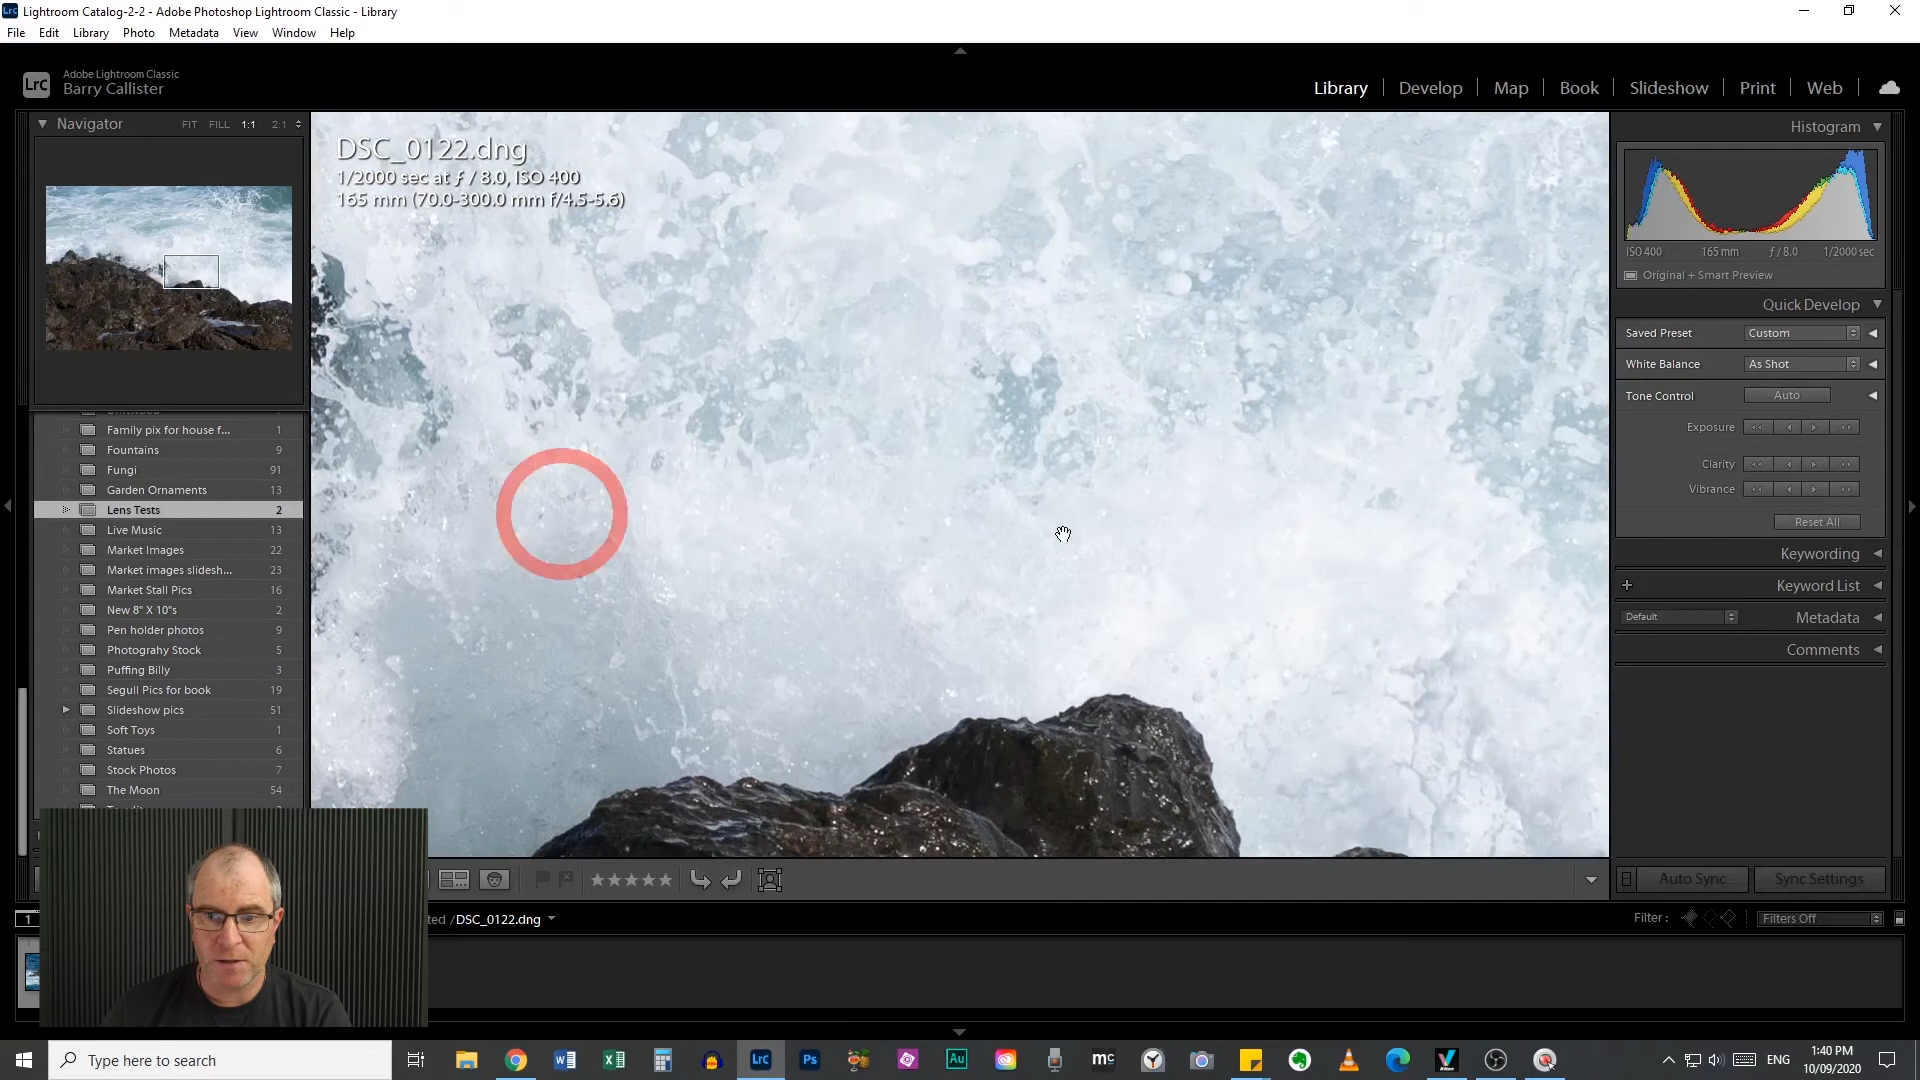 Lightroom Catalog-2-2 - Adobe Photoshop Lightroom Classic - Library
File Edit Library Photo Metadata View Window Help
LrC
Adobe Lightroom Classic
Barry Callister
Library Develop Map Book Slideshow Print Web
Navigator FIT FILL 1:1 2:1
DSC_0122.dng
1/2000 sec at ƒ / 8.0, ISO 400
165 mm (70.0-300.0 mm f/4.5-5.6)
Family pix for house f... 1
Fountains 9
Fungi 91
Garden Ornaments 13
Lens Tests 2
Live Music 13
Market Images 22
Market images slidesh... 23
Market Stall Pics 16
New 8" X 10"s 2
Pen holder photos 9
Photograhy Stock 5
Puffing Billy 3
Segull Pics for book 19
Slideshow pics 51
Soft Toys 1
Statues 6
Stock Photos 7
The Moon 54
Histogram
ISO 400 165 mm ƒ / 8.0 1/2000 sec
Original + Smart Preview
Quick Develop
Saved Preset Custom
White Balance As Shot
Tone Control Auto
Exposure
Clarity
Vibrance
Reset All
Keywording
Keyword List
Default Metadata
Comments
Auto Sync Sync Settings
1
ted /DSC_0122.dng
Filter : Filters Off
Type here to search
LrC
Ps
Au
mc
ENG
1:40 PM
10/09/2020